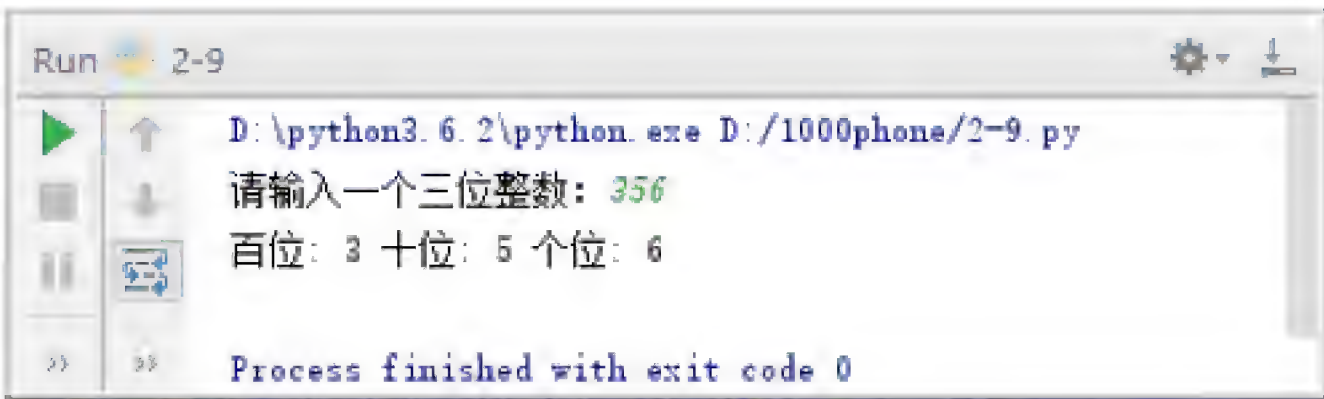 Run 2-9
D:\python3.6.2\python.exe D:/1000phone/2-9.py
请输入一个三位整数：356
百位: 3 十位: 5 个位: 6
Process finished with exit code 0